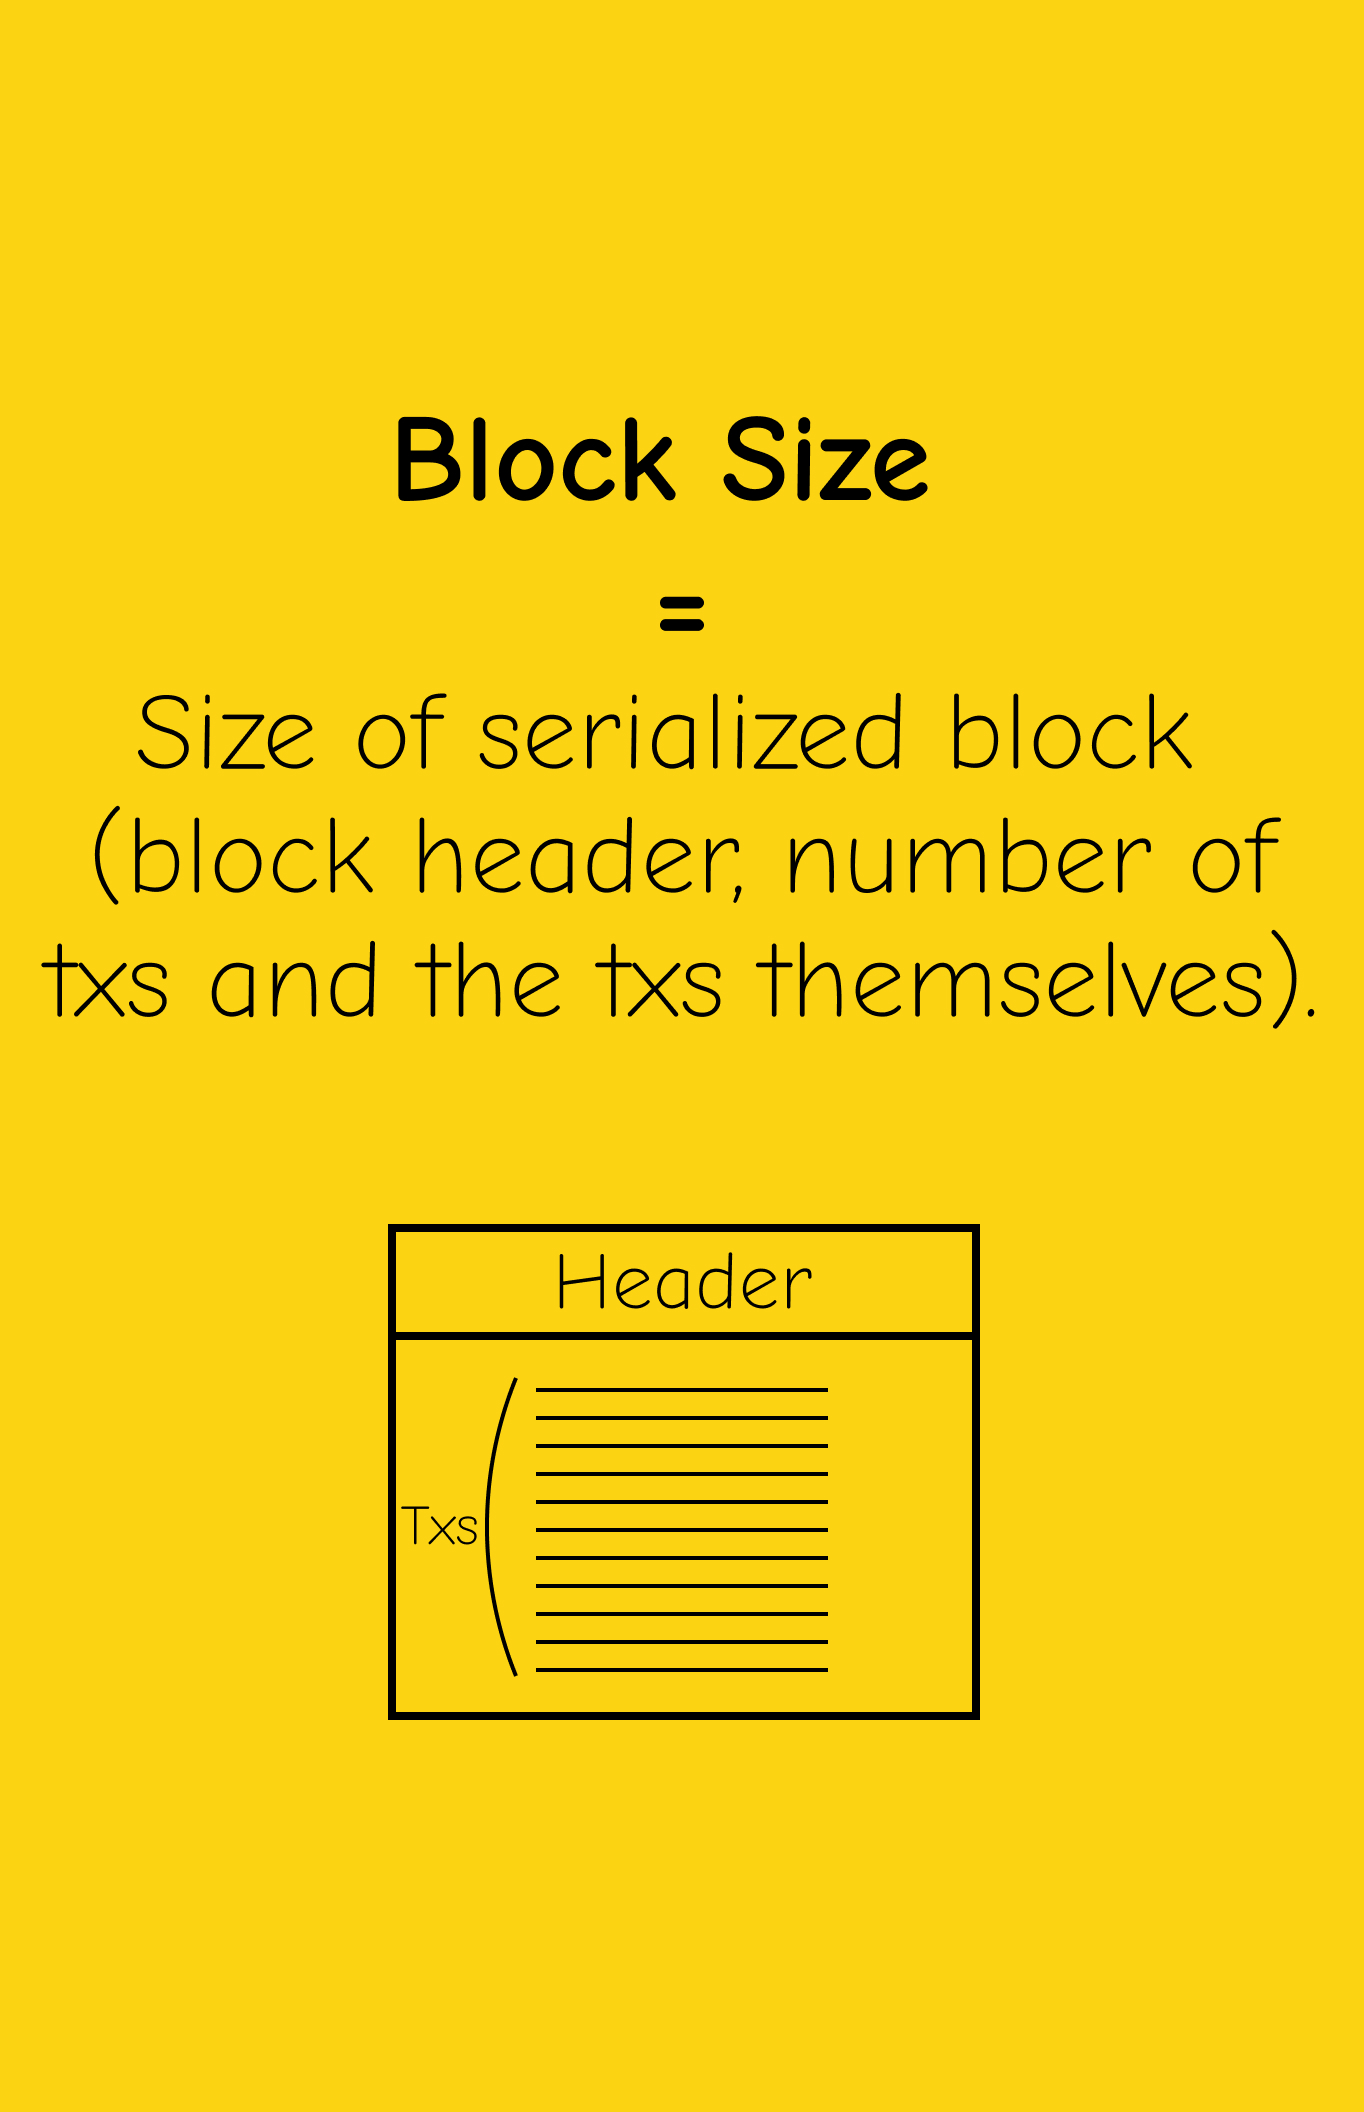 Block Size
=
Size of serialized block
(block header, number of
txs and the txs themselves).
Header
Txs